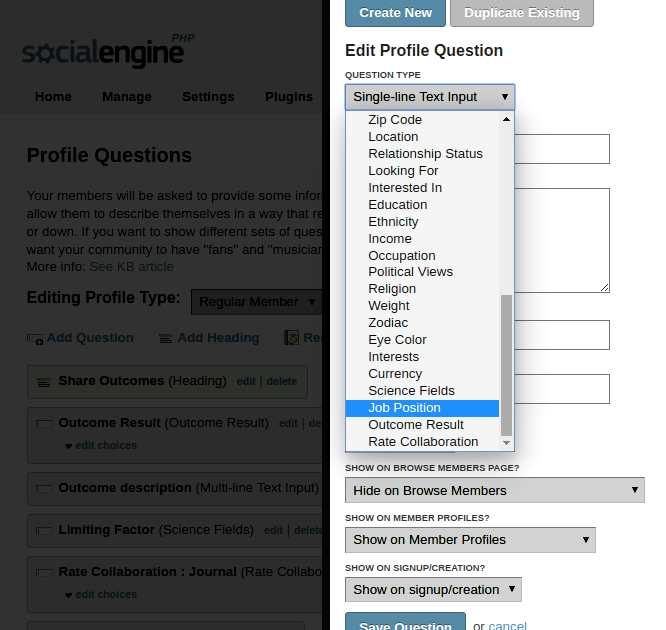 socialengine PHP
Home Manage Settings Plugins
Profile Questions
Your members will be asked to provide some
allow them to describe themselves in a way that
or down. If you want to show different sets of
want your community to have "fans" and
More info: See KB article
Editing Profile Type: Regular Member
Add Question Add Heading
Share Outcomes (Heading) edit | delete
Outcome Result (Outcome Result) edit |
edit choices
Outcome description (Multi-line Text Input)
Limiting Factor (Science Fields) edit |
Rate Collaboration : Journal (Rate
edit choices
Create New Duplicate Existing
Edit Profile Question
QUESTION TYPE
Single-line Text Input
Zip Code
Location
Relationship Status
Looking For
Interested In
Education
Ethnicity
Income
Occupation
Political Views
Religion
Weight
Zodiac
Eye Color
Interests
Currency
Science Fields
Job Position
Outcome Result
Rate Collaboration
SHOW ON BROWSE MEMBERS PAGE?
Hide on Browse Members
SHOW ON MEMBER PROFILES?
Show on Member Profiles
SHOW ON SIGNUP/CREATION?
Show on signup/creation
Save Question or cancel